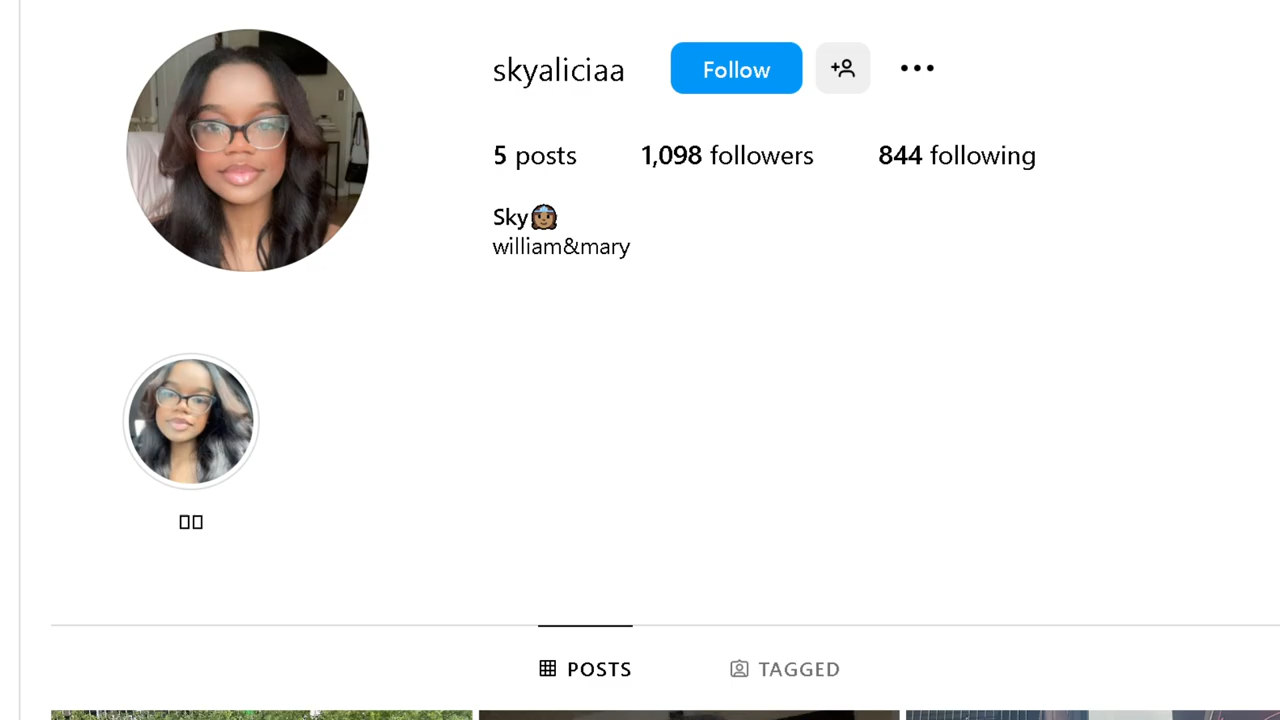 skyaliciaa Follow
5 posts 1,098 followers 844 following
Sky👩🏽‍⚕️
william&mary
POSTS TAGGED